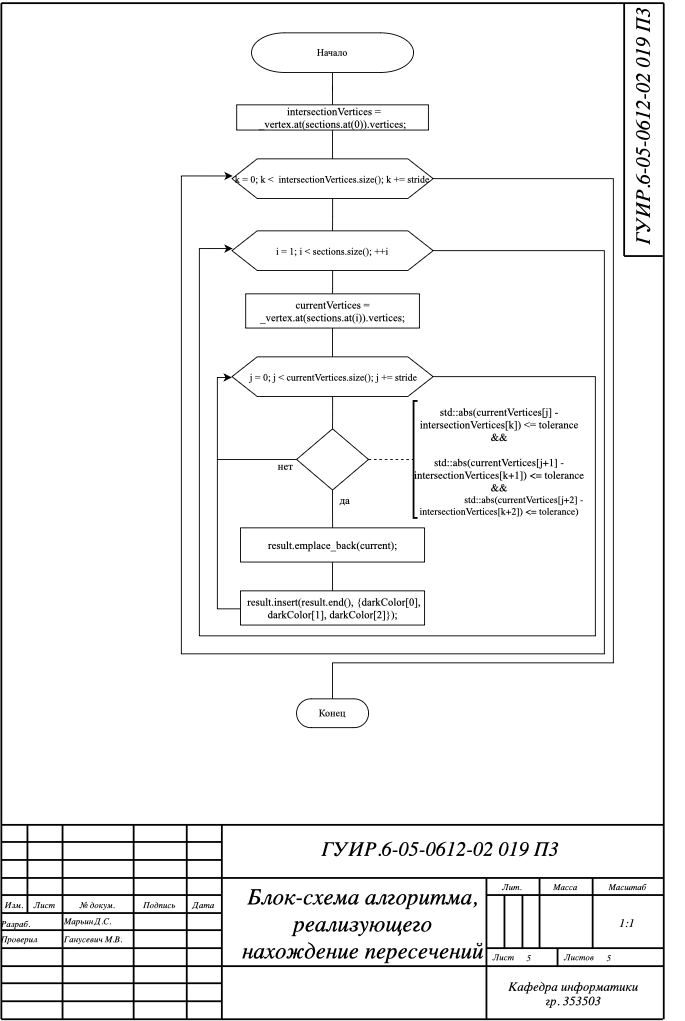 ГУИР.6-05-0612-02 019 ПЗ
Начало
intersectionVertices =
_vertex.at(sections.at(0)).vertices;
k = 0; k < intersectionVertices.size(); k += stride
i = 1; i < sections.size(); ++i
currentVertices =
_vertex.at(sections.at(i)).vertices;
j = 0; j < currentVertices.size(); j += stride
std::abs(currentVertices[j] -
intersectionVertices[k]) <= tolerance
&&
std::abs(currentVertices[j+1] -
intersectionVertices[k+1]) <= tolerance
&&
std::abs(currentVertices[j+2] -
intersectionVertices[k+2]) <= tolerance)
нет
да
result.emplace_back(current);
result.insert(result.end(), {darkColor[0],
darkColor[1], darkColor[2]});
Конец
ГУИР.6-05-0612-02 019 ПЗ
Изм. Лист № докум. Подпись Дата
Разраб. Марьин Д.С.
Проверил Ганусевич М.В.
Блок-схема алгоритма,
реализующего
нахождение пересечений
Лит. Масса Масштаб
1:1
Лист 5 Листов 5
Кафедра информатики
гр. 353503